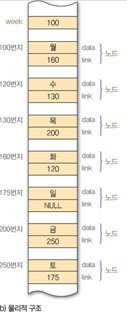 week 100
100번지 월 data 노드
160 link
120번지 수 data 노드
130 link
130번지 목 data 노드
200 link
160번지 화 data 노드
120 link
175번지 일 data 노드
NULL link
200번지 금 data 노드
250 link
250번지 토 data 노드
175 link
b) 물리적 구조